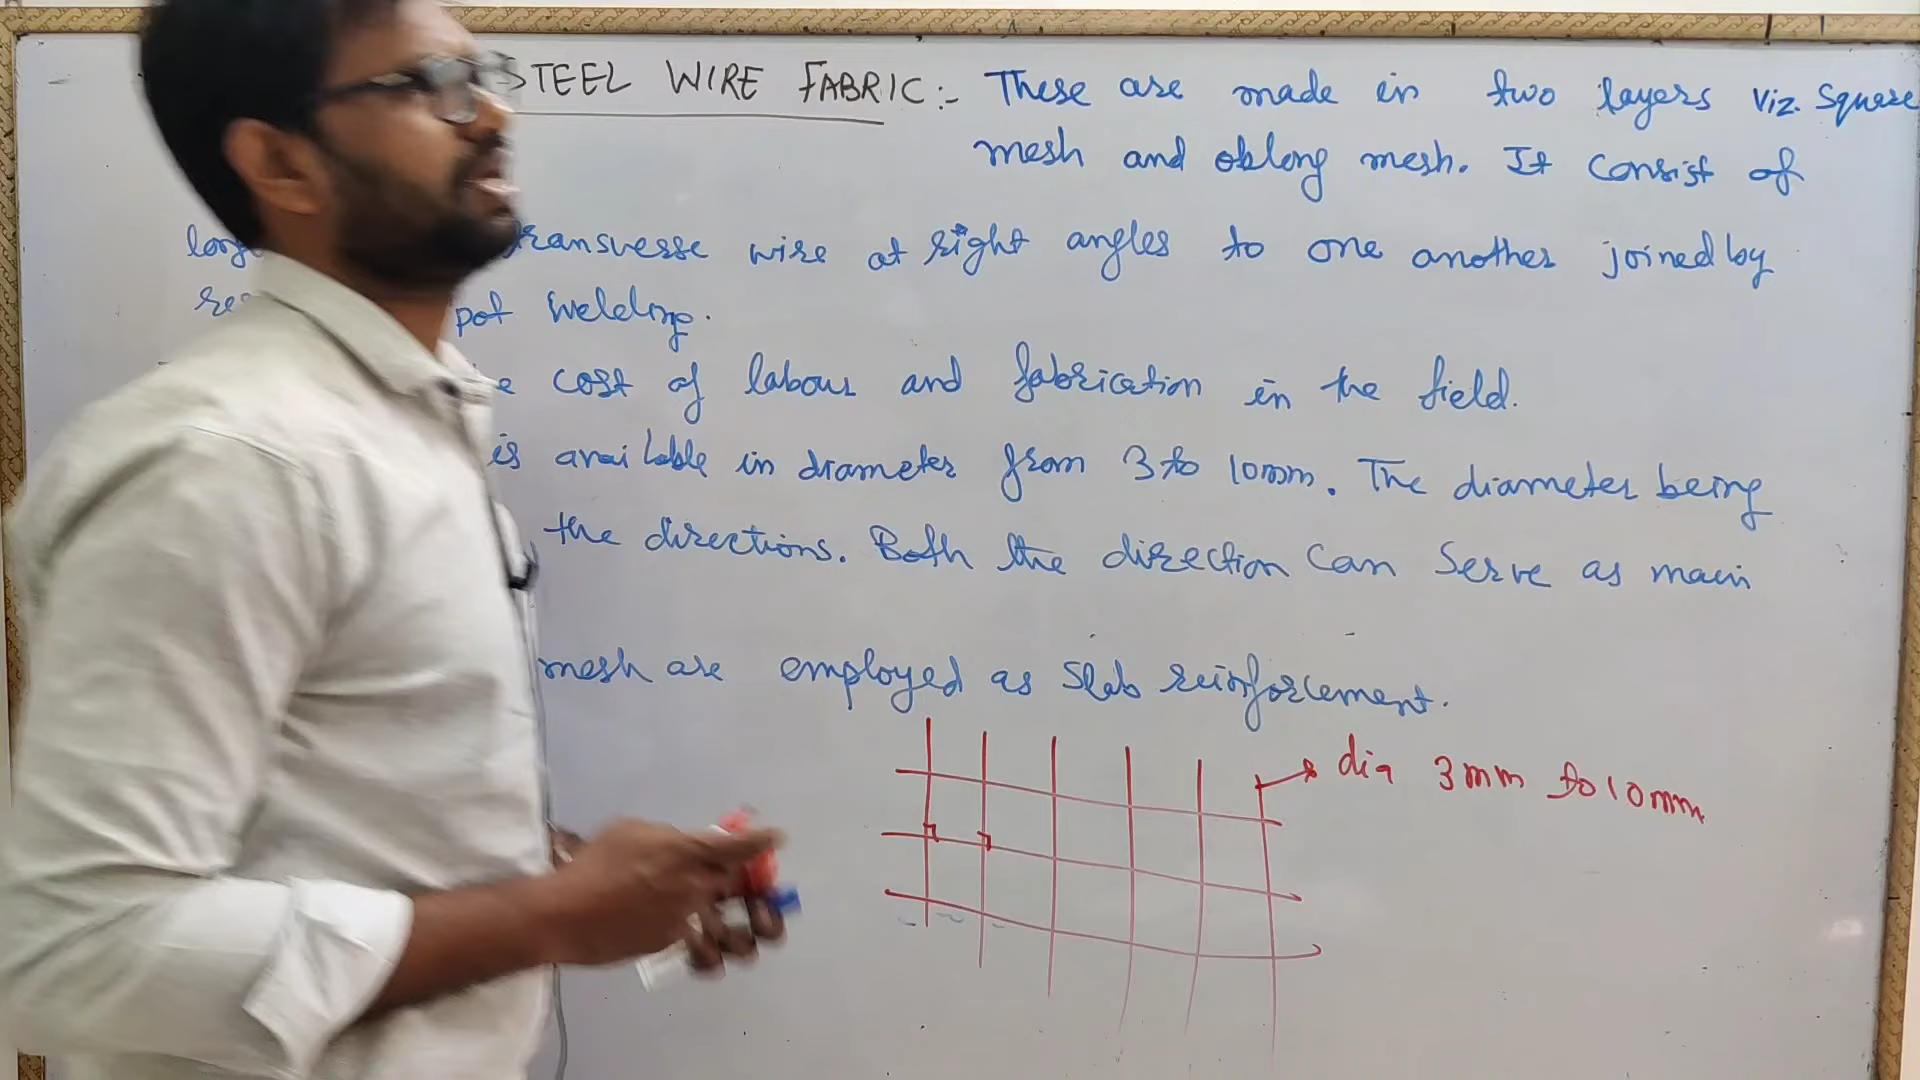 STEEL WIRE FABRIC :- These are made in two layers viz. Square
mesh and oblong mesh. It consist of
transverse wire at right angles to one another joined by
pot welding.
cost of labour and fabrication in the field.
is available in diameter from 3 to 10mm. The diameter being
the directions. Both the direction can serve as main
mesh are employed as slab reinforcement.
dia 3mm to 10mm